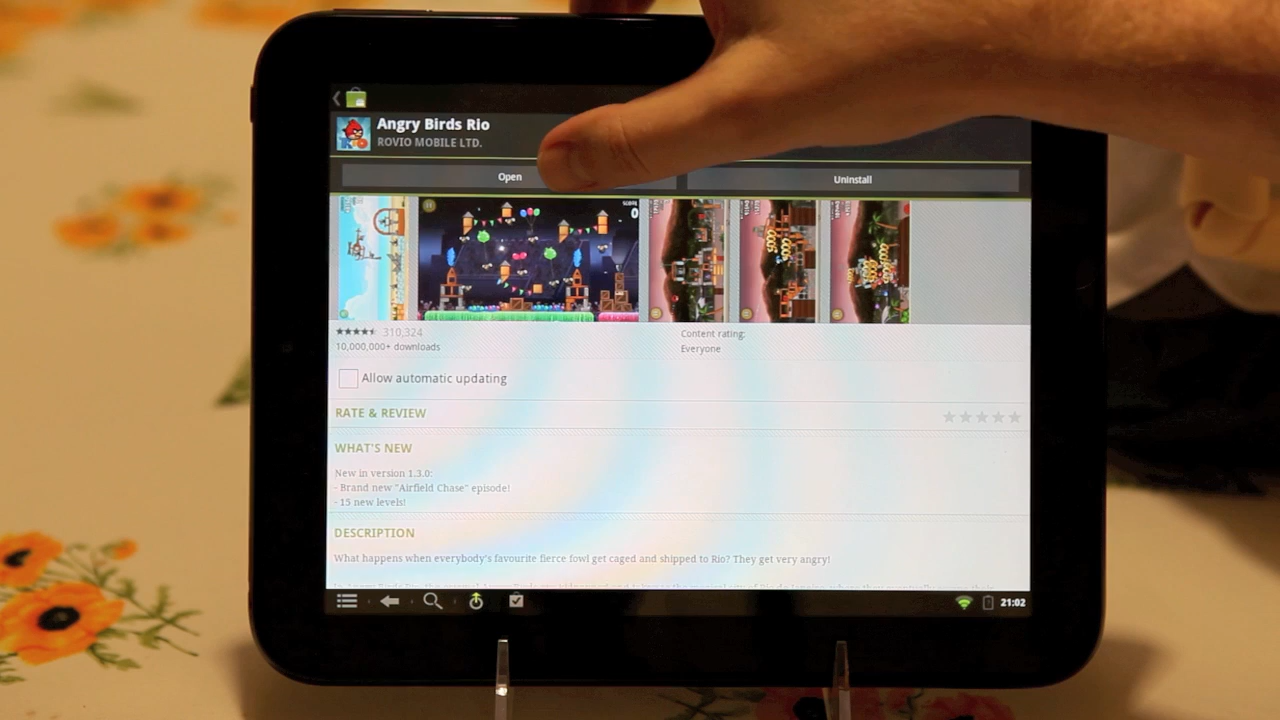 Angry Birds Rio
ROVIO MOBILE LTD.
Open
Uninstall
SCORE
0
310,324
10,000,000+ downloads
Content rating:
Everyone
Allow automatic updating
RATE & REVIEW
WHAT'S NEW
New in version 1.3.0:
- Brand new "Airfield Chase" episode!
- 15 new levels!
DESCRIPTION
What happens when everybody's favourite fierce fowl get caged and shipped to Rio? They get very angry!
21:02